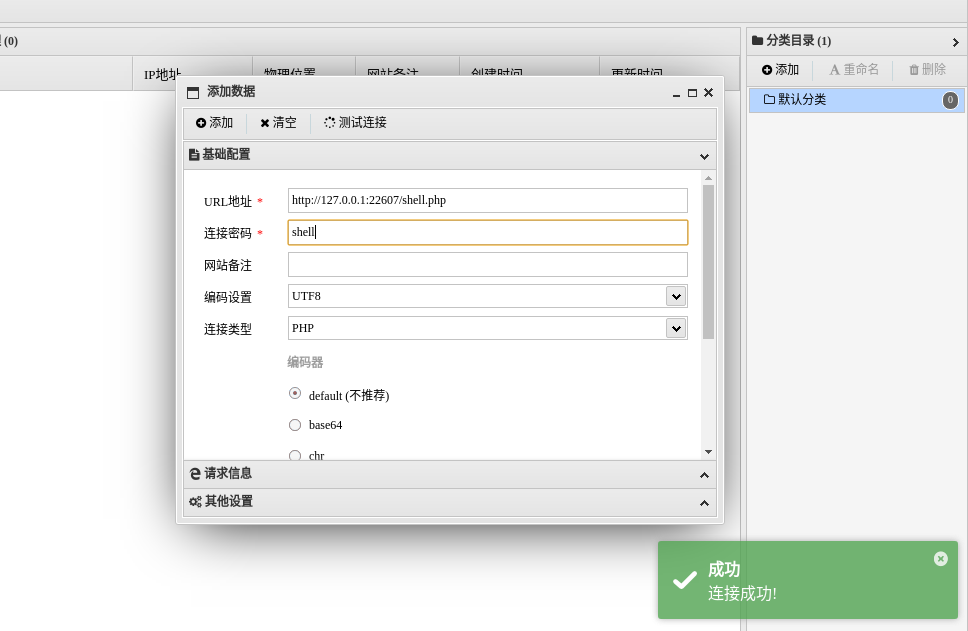 (0)
分类目录 (1)
IP地址
物理位置
网站备注
创建时间
更新时间
添加
重命名
删除
默认分类
0
添加数据
添加
清空
测试连接
基础配置
URL地址 *
http://127.0.0.1:22607/shell.php
连接密码 *
shell
网站备注
编码设置
UTF8
连接类型
PHP
编码器
default (不推荐)
base64
chr
请求信息
其他设置
成功
连接成功!